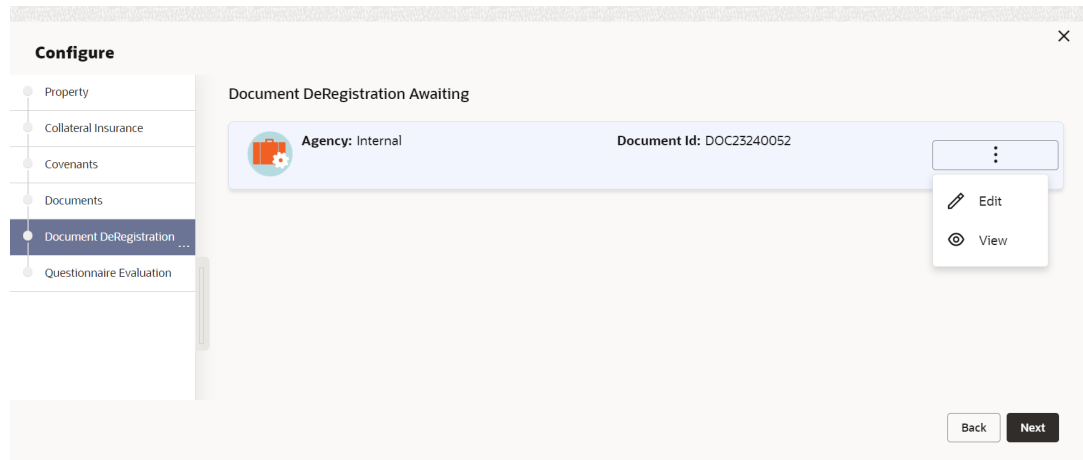 Configure
Property
Collateral Insurance
Covenants
Documents
Document DeRegistration ...
Questionnaire Evaluation
Document DeRegistration Awaiting
Agency: Internal Document Id: DOC23240052
Edit
View
Back Next